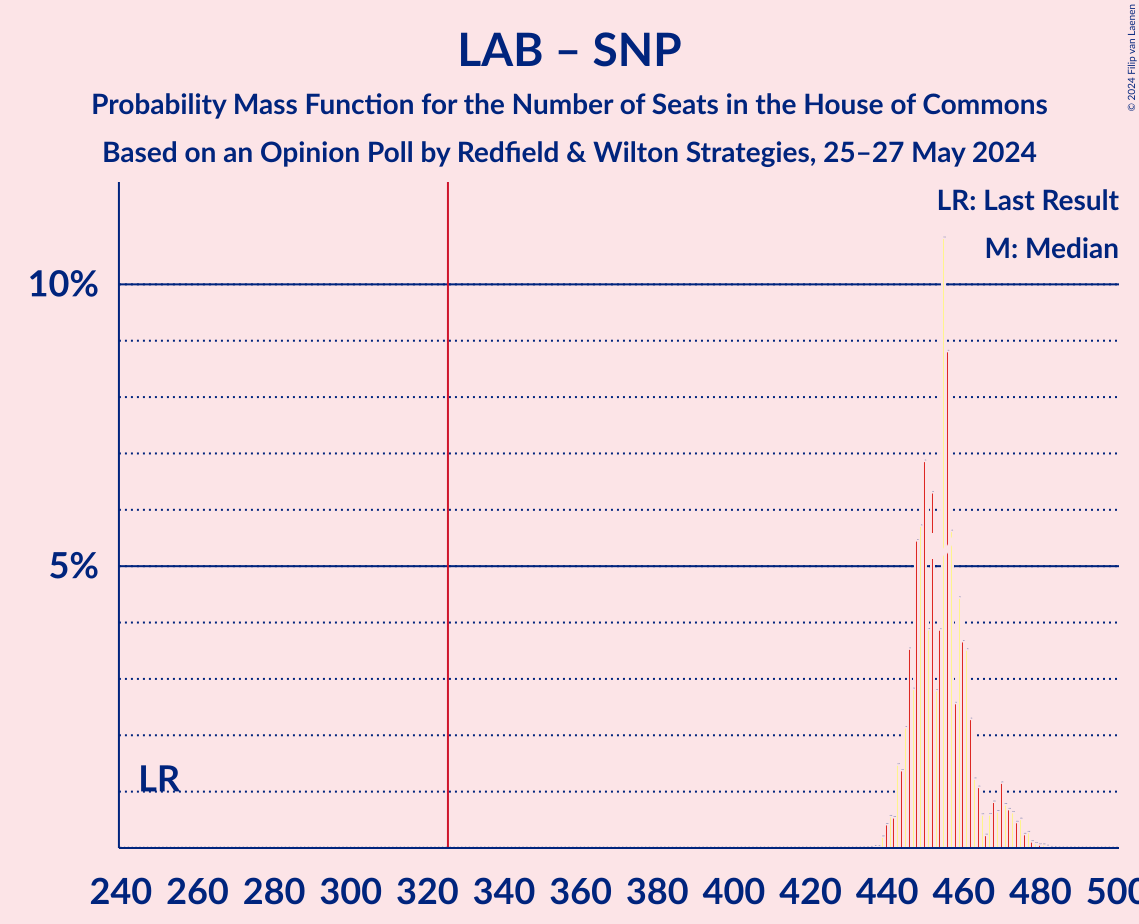 LAB – SNP
Probability Mass Function for the Number of Seats in the House of Commons
Based on an Opinion Poll by Redfield & Wilton Strategies, 25–27 May 2024
© 2024 Filip van Laenen
LR: Last Result
M: Median
10%
5%
LR
240 260 280 300 320 340 360 380 400 420 440 460 480 500